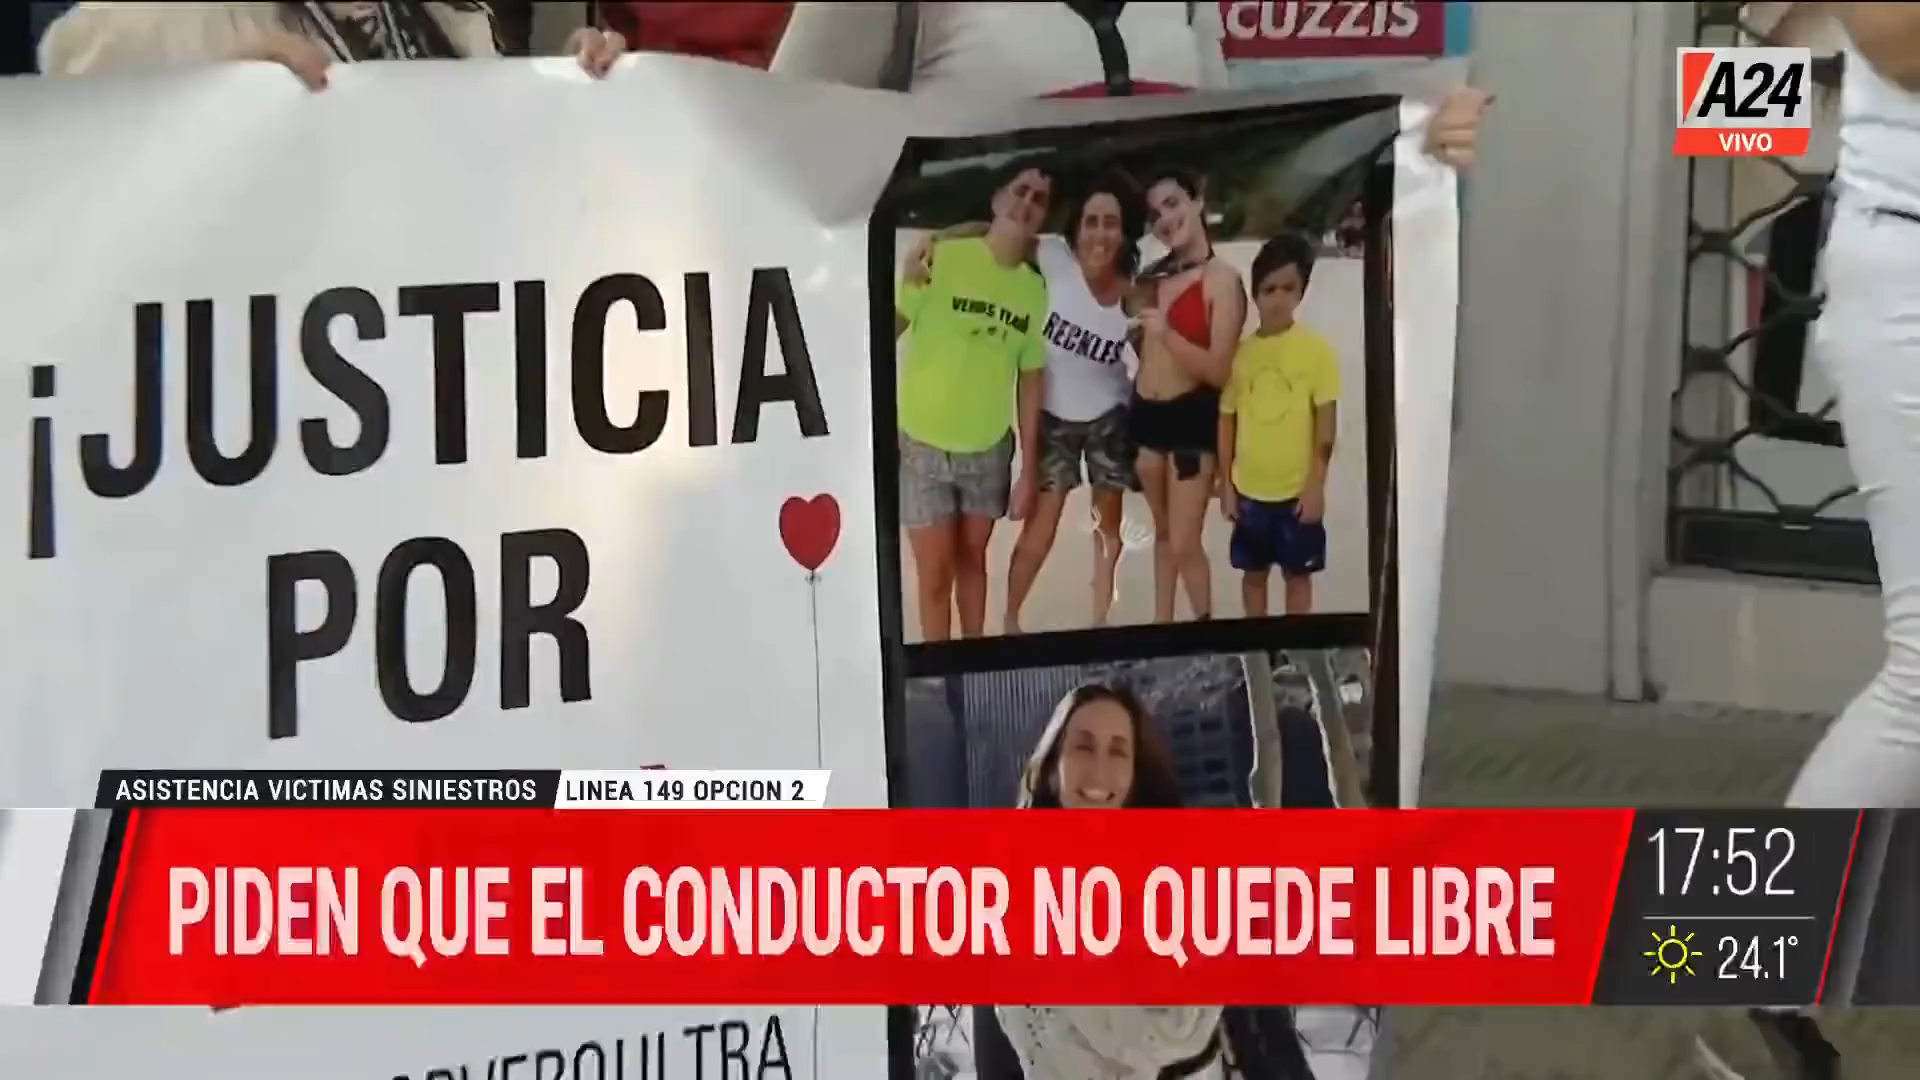 CUZZIS
A24
VIVO
¡JUSTICIA
POR
RECKLES
ASISTENCIA VICTIMAS SINIESTROS LINEA 149 OPCION 2
PIDEN QUE EL CONDUCTOR NO QUEDE LIBRE
17:52
24.1°